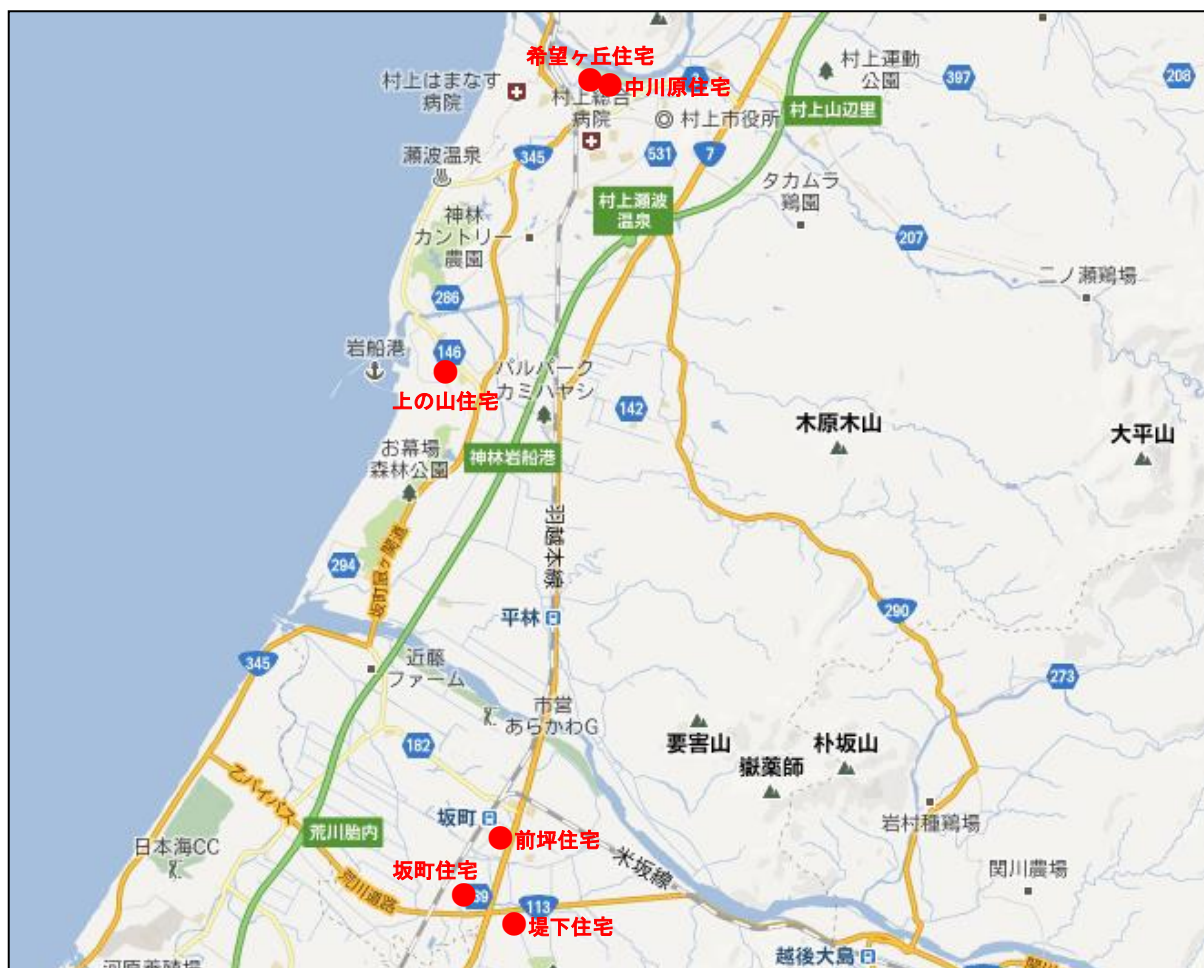 希望ヶ丘住宅
村上はまなす
病院
中川原住宅
村上総合
病院
村上運動
公園
397
208
村上市役所
村上山辺里
瀬波温泉
345
531
7
タカムラ
鶏園
村上瀬波
温泉
神林
カントリー
農園
207
二ノ瀬鶏場
286
岩船港
146
パルパーク
カミハヤシ
上の山住宅
142
木原木山
大平山
お幕場
森林公園
神林岩船港
羽越本線
294
平林
290
345
近藤
ファーム
273
市営
あらかわG
182
要害山
朴坂山
嶽薬師
乙バイパス
坂町
荒川胎内
前坪住宅
岩村種鶏場
日本海CC
米坂線
坂町住宅
関川農場
荒川道路
113
堤下住宅
越後大島